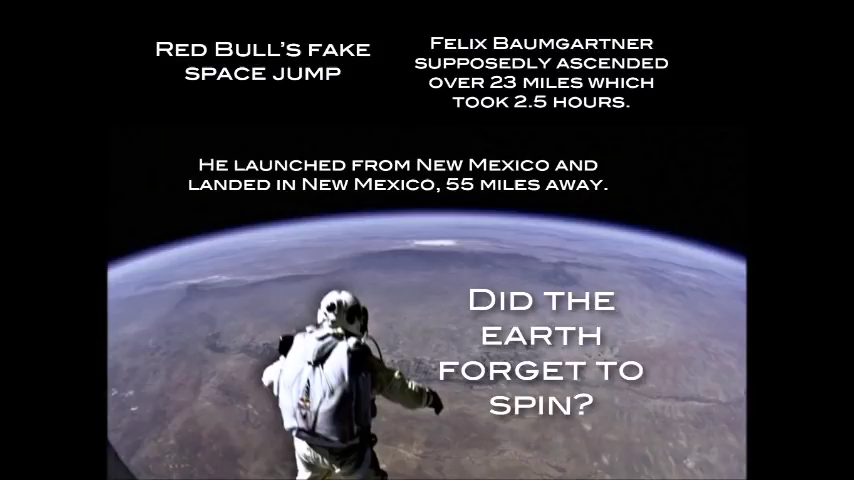 Red Bull's fake
space jump
Felix Baumgartner
supposedly ascended
over 23 miles which
took 2.5 hours.
He launched from New Mexico and
landed in New Mexico, 55 miles away.
Did the
earth
forget to
spin?